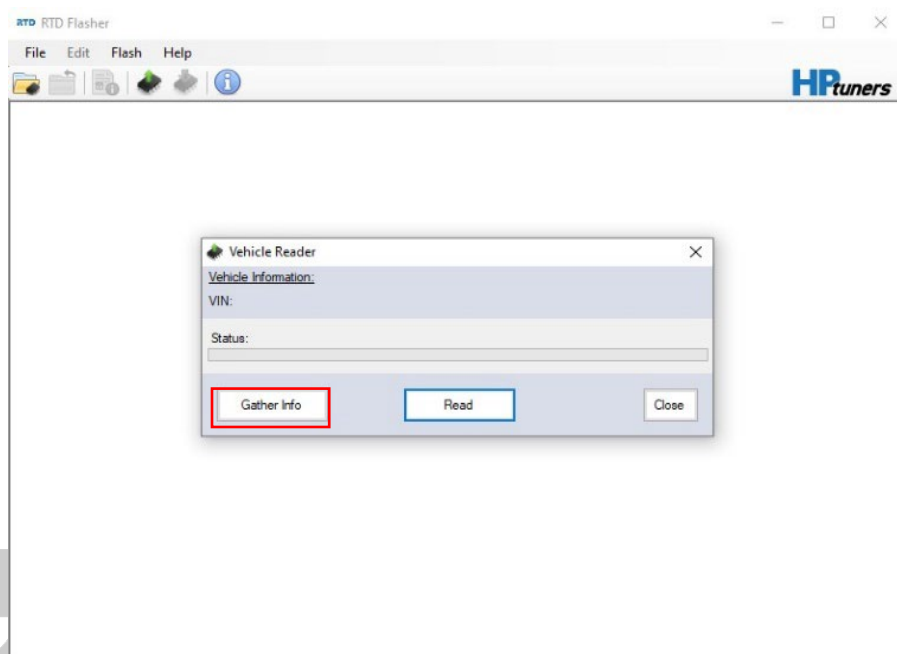 RTD RTD Flasher
File Edit Flash Help
HPtuners
Vehicle Reader
Vehicle Information:
VIN:
Status:
Gather Info Read Close